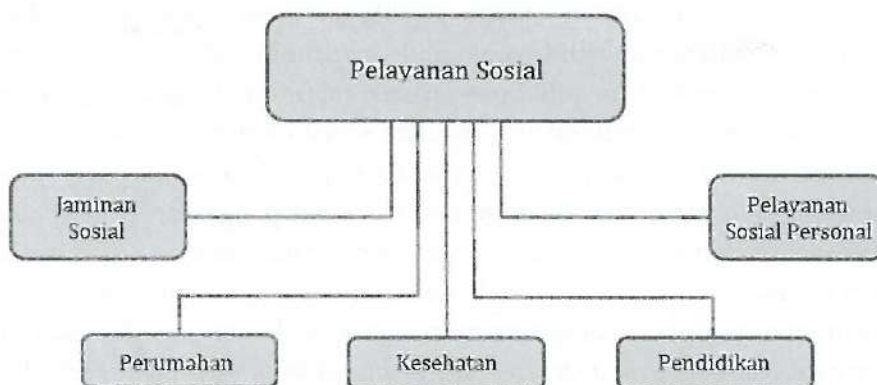 Pelayanan Sosial
Jaminan
Sosial
Pelayanan
Sosial Personal
Perumahan
Kesehatan
Pendidikan